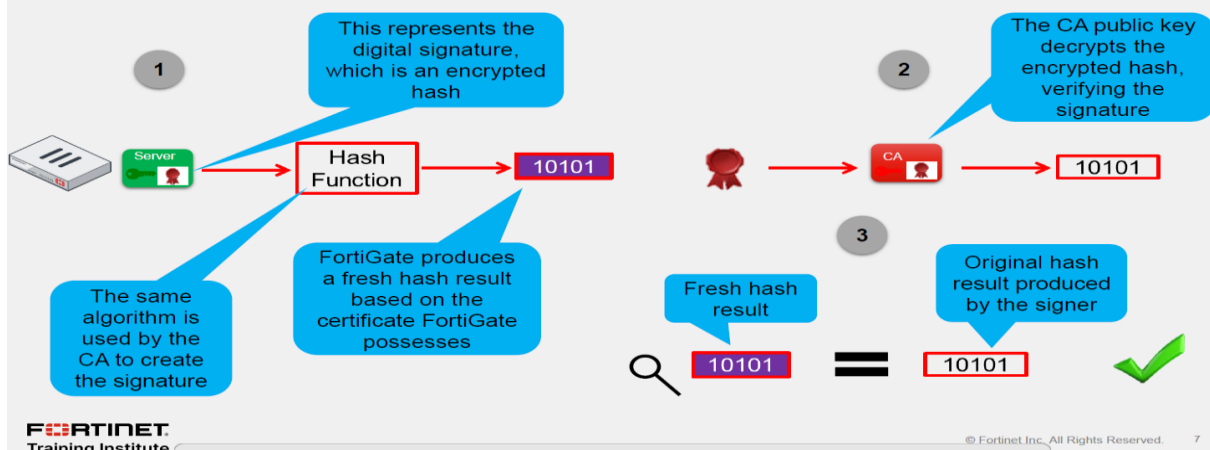 1
This represents the
digital signature,
which is an encrypted
hash
2
The CA public key
decrypts the
encrypted hash,
verifying the
signature
Server
Hash
Function
10101
CA
10101
3
The same
algorithm is
used by the
CA to create
the signature
FortiGate produces
a fresh hash result
based on the
certificate FortiGate
possesses
Fresh hash
result
Original hash
result produced
by the signer
10101
=
10101
FORTINET
Training Institute
© Fortinet Inc. All Rights Reserved.
7